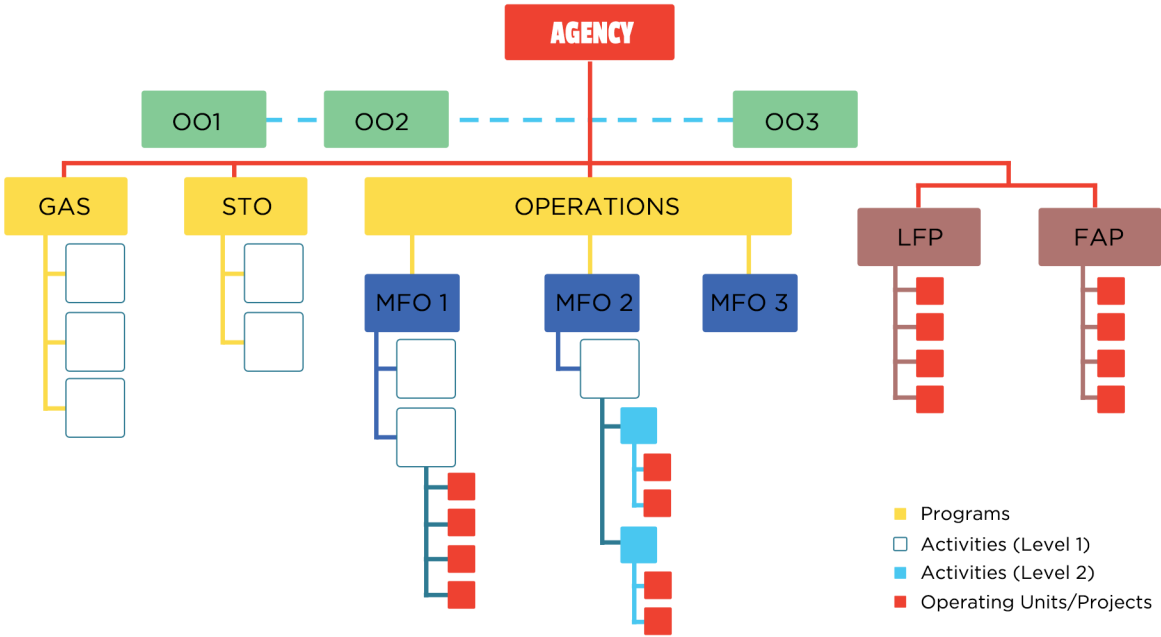 AGENCY
OO1
OO2
OO3
GAS
STO
OPERATIONS
LFP
FAP
MFO 1
MFO 2
MFO 3
Programs
Activities (Level 1)
Activities (Level 2)
Operating Units/Projects